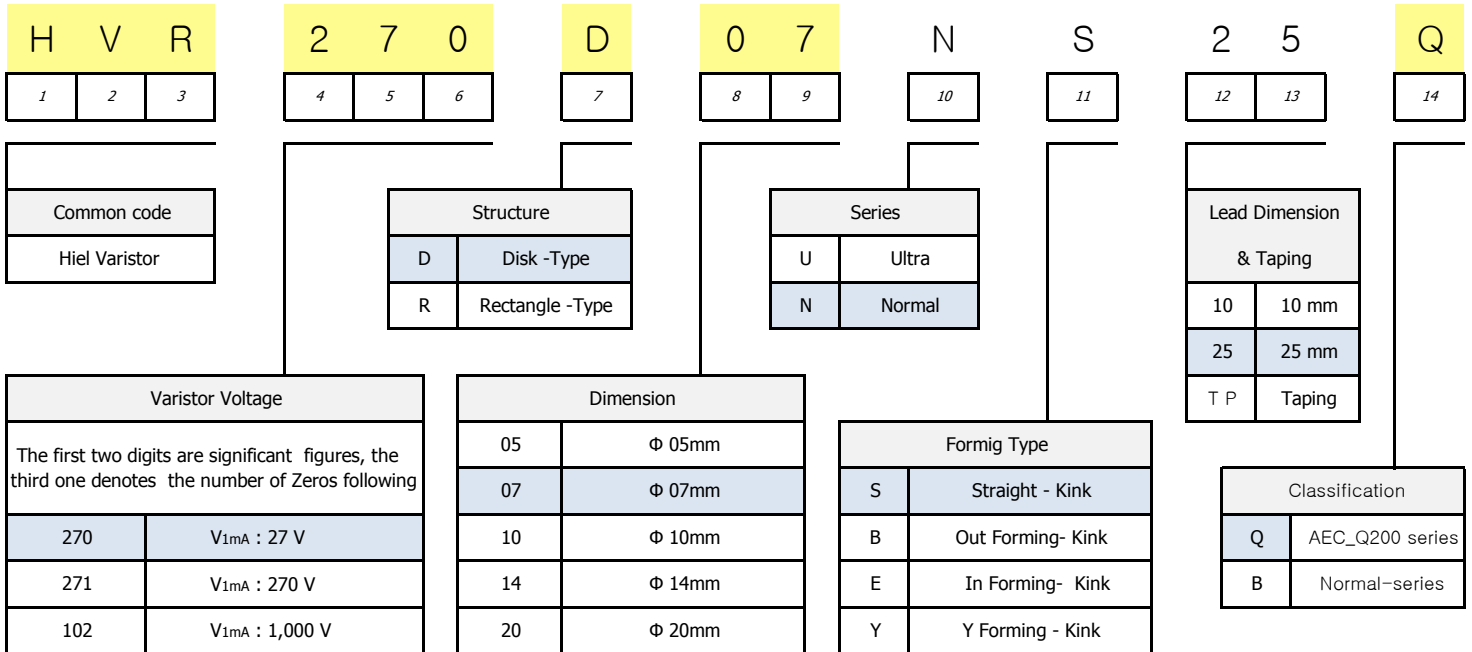 H V R 2 7 0 D 0 7 N S 2 5 Q
1 2 3 4 5 6 7 8 9 10 11 12 13 14
Common code
Hiel Varistor
Structure
D Disk -Type
R Rectangle -Type
Series
U Ultra
N Normal
Lead Dimension
& Taping
10 10 mm
25 25 mm
T P Taping
Varistor Voltage
The first two digits are significant figures, the
third one denotes the number of Zeros following
270 V1mA : 27 V
271 V1mA : 270 V
102 V1mA : 1,000 V
Dimension
05 Φ 05mm
07 Φ 07mm
10 Φ 10mm
14 Φ 14mm
20 Φ 20mm
Formig Type
S Straight - Kink
B Out Forming- Kink
E In Forming- Kink
Y Y Forming - Kink
Classification
Q AEC_Q200 series
B Normal-series